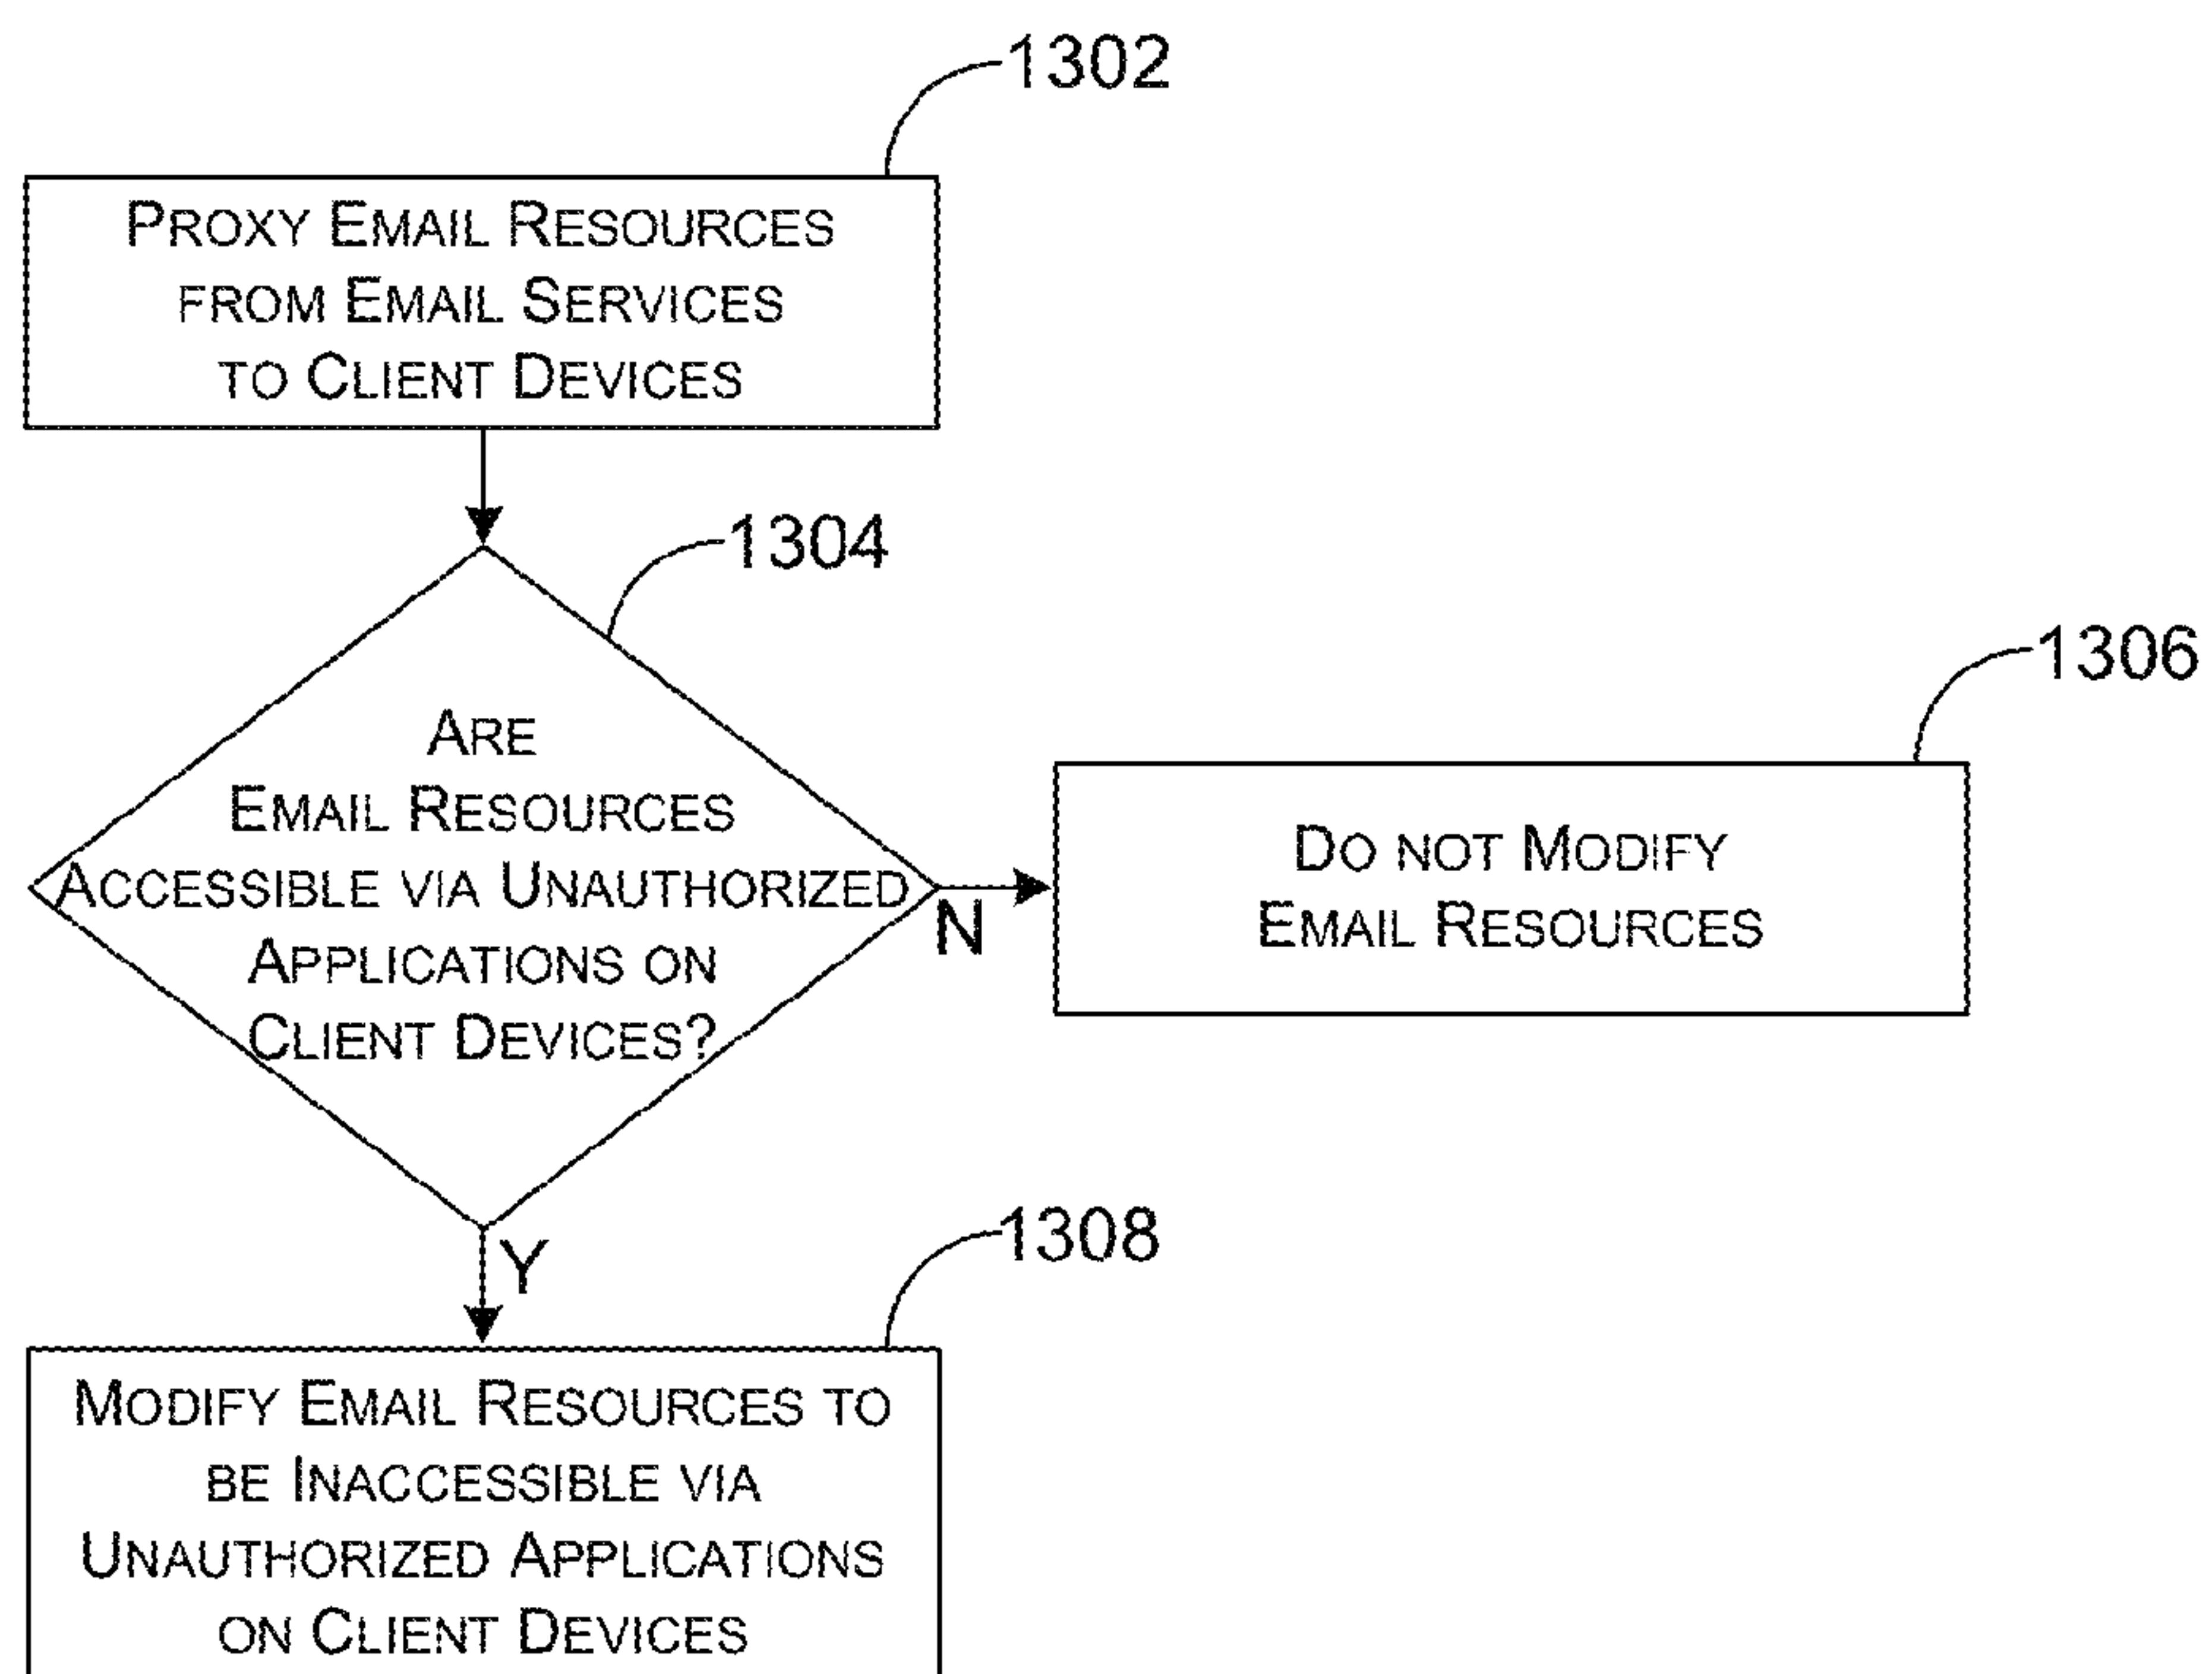 1302
PROXY EMAIL RESOURCES
FROM EMAIL SERVICES
TO CLIENT DEVICES
1304
ARE
EMAIL RESOURCES
ACCESSIBLE VIA UNAUTHORIZED
APPLICATIONS ON
CLIENT DEVICES?
N
1306
DO NOT MODIFY
EMAIL RESOURCES
Y
1308
MODIFY EMAIL RESOURCES TO
BE INACCESSIBLE VIA
UNAUTHORIZED APPLICATIONS
ON CLIENT DEVICES